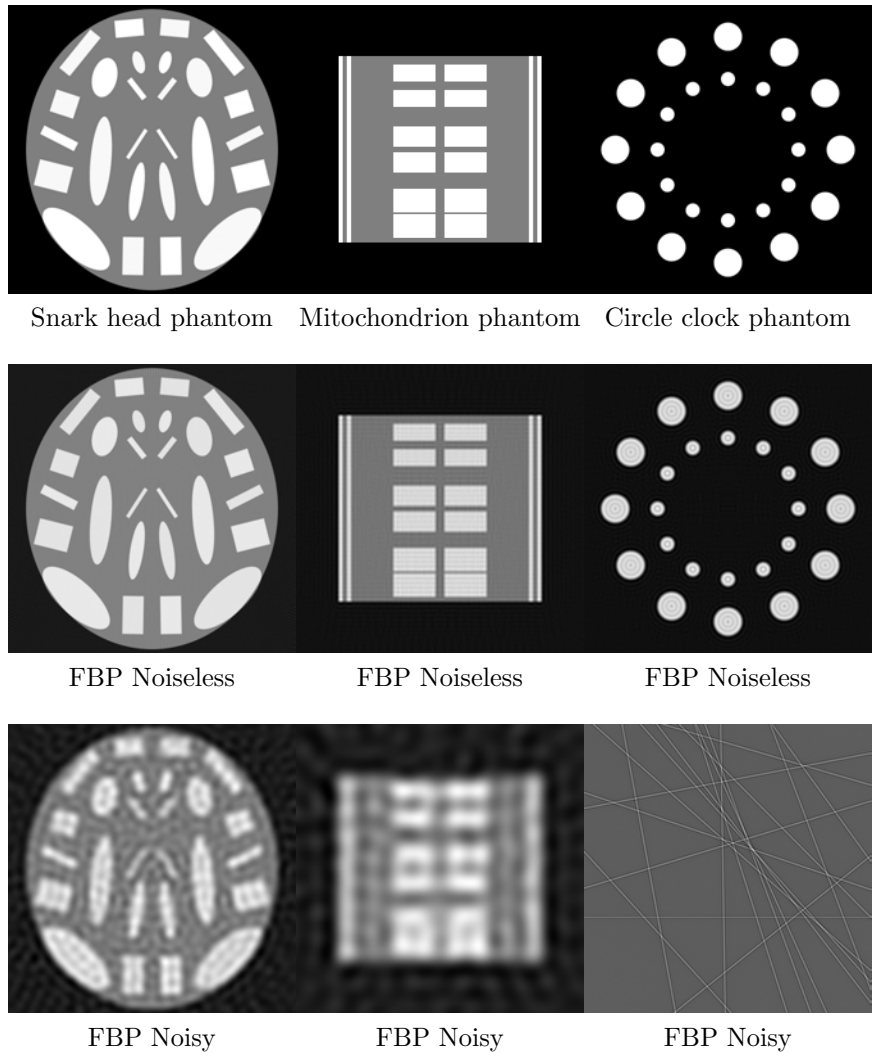 Snark head phantom Mitochondrion phantom Circle clock phantom
FBP Noiseless FBP Noiseless FBP Noiseless
FBP Noisy FBP Noisy FBP Noisy